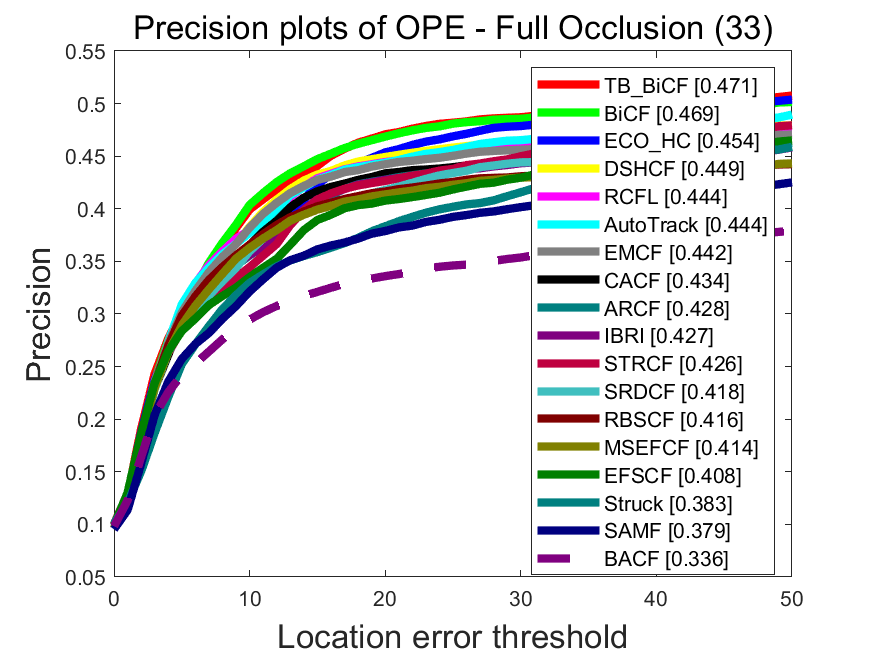 Precision plots of OPE - Full Occlusion (33)
0.55
0.5
0.45
0.4
0.35
0.3
0.25
0.2
0.15
0.1
0.05
Precision
TB_BiCF [0.471]
BiCF [0.469]
ECO_HC [0.454]
DSHCF [0.449]
RCFL [0.444]
AutoTrack [0.444]
EMCF [0.442]
CACF [0.434]
ARCF [0.428]
IBRI [0.427]
STRCF [0.426]
SRDCF [0.418]
RBSCF [0.416]
MSEFCF [0.414]
EFSCF [0.408]
Struck [0.383]
SAMF [0.379]
BACF [0.336]
0 10 20 30 40 50
Location error threshold